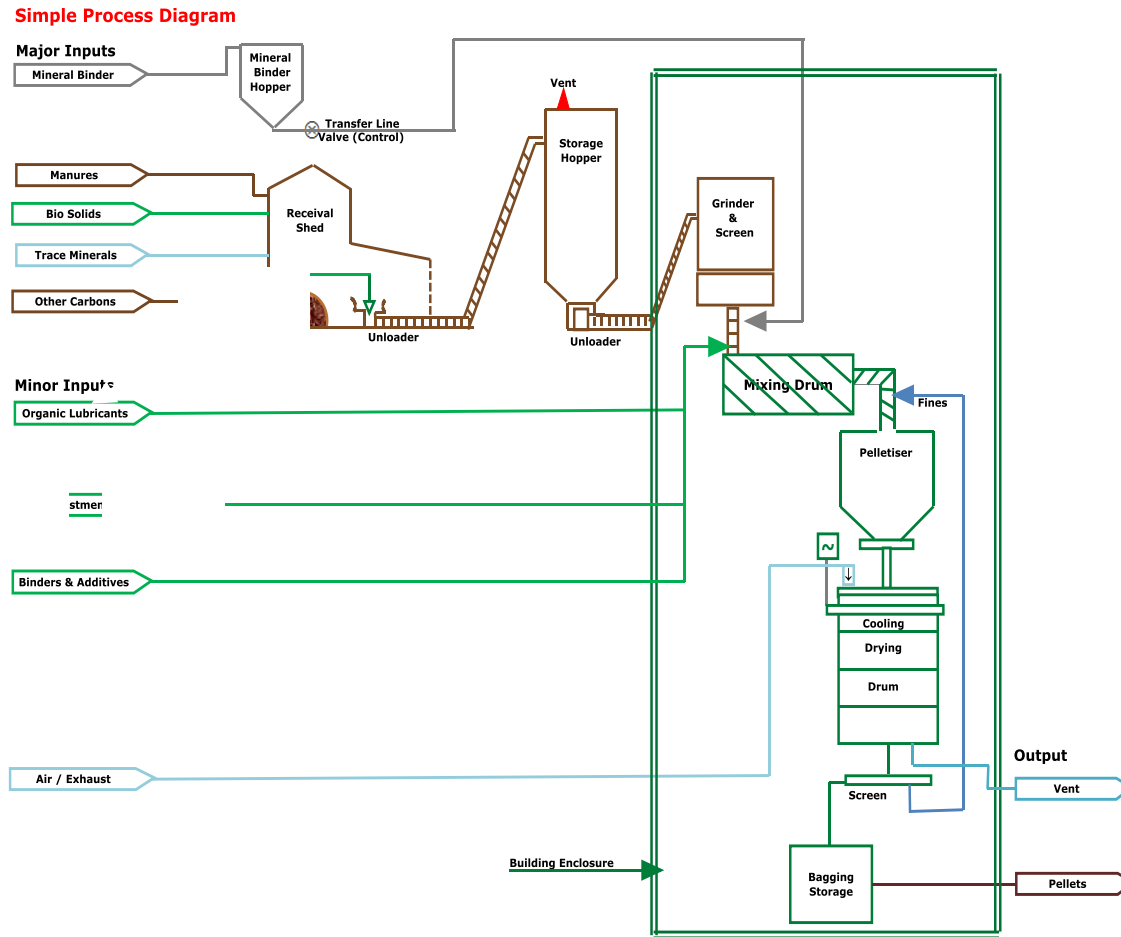 Simple Process Diagram
Major Inputs
Mineral Binder
Mineral
Binder
Hopper
Transfer Line
Valve (Control)
Vent
Storage
Hopper
Manures
Bio Solids
Trace Minerals
Other Carbons
Receival
Shed
Unloader
Unloader
Grinder
&
Screen
Mixing Drum
Fines
Pelletiser
Minor Inputs
Organic Lubricants
stmen
Binders & Additives
~
↓
Cooling
Drying
Drum
Air / Exhaust
Screen
Output
Vent
Building Enclosure
Bagging
Storage
Pellets